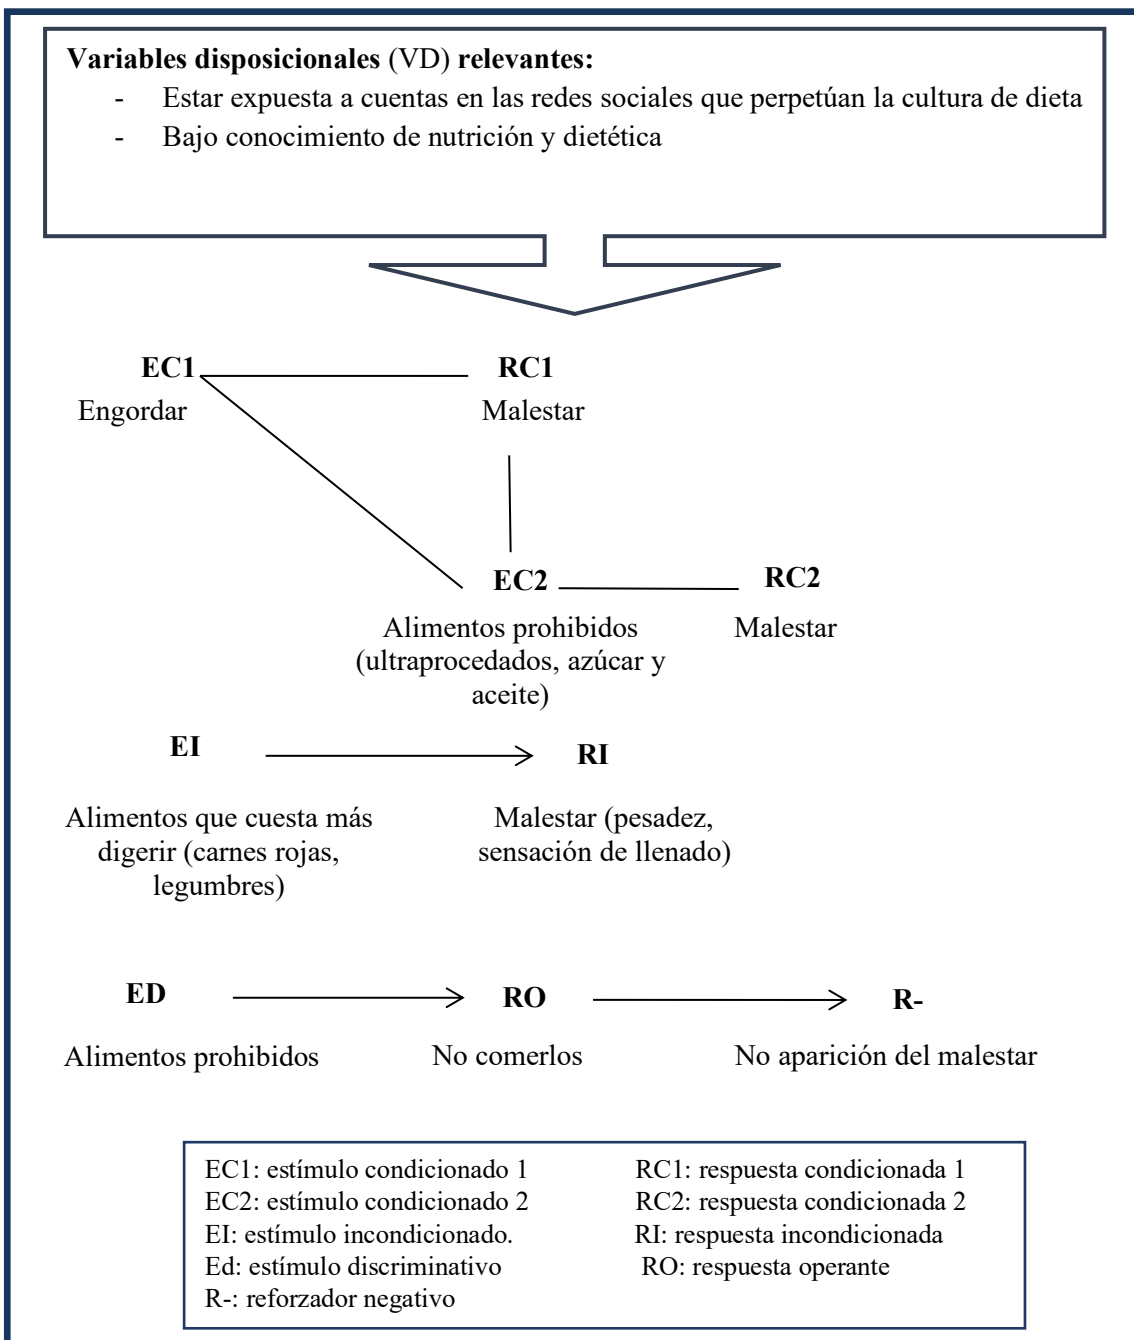 Variables disposicionales (VD) relevantes:
- Estar expuesta a cuentas en las redes sociales que perpetúan la cultura de dieta
- Bajo conocimiento de nutrición y dietética
EC1 RC1
Engordar Malestar
EC2 RC2
Alimentos prohibidos Malestar
(ultraprocedados, azúcar y
aceite)
EI RI
Alimentos que cuesta más Malestar (pesadez,
digerir (carnes rojas, sensación de llenado)
legumbres)
ED RO R-
Alimentos prohibidos No comerlos No aparición del malestar
EC1: estímulo condicionado 1 RC1: respuesta condicionada 1
EC2: estímulo condicionado 2 RC2: respuesta condicionada 2
EI: estímulo incondicionado. RI: respuesta incondicionada
Ed: estímulo discriminativo RO: respuesta operante
R-: reforzador negativo